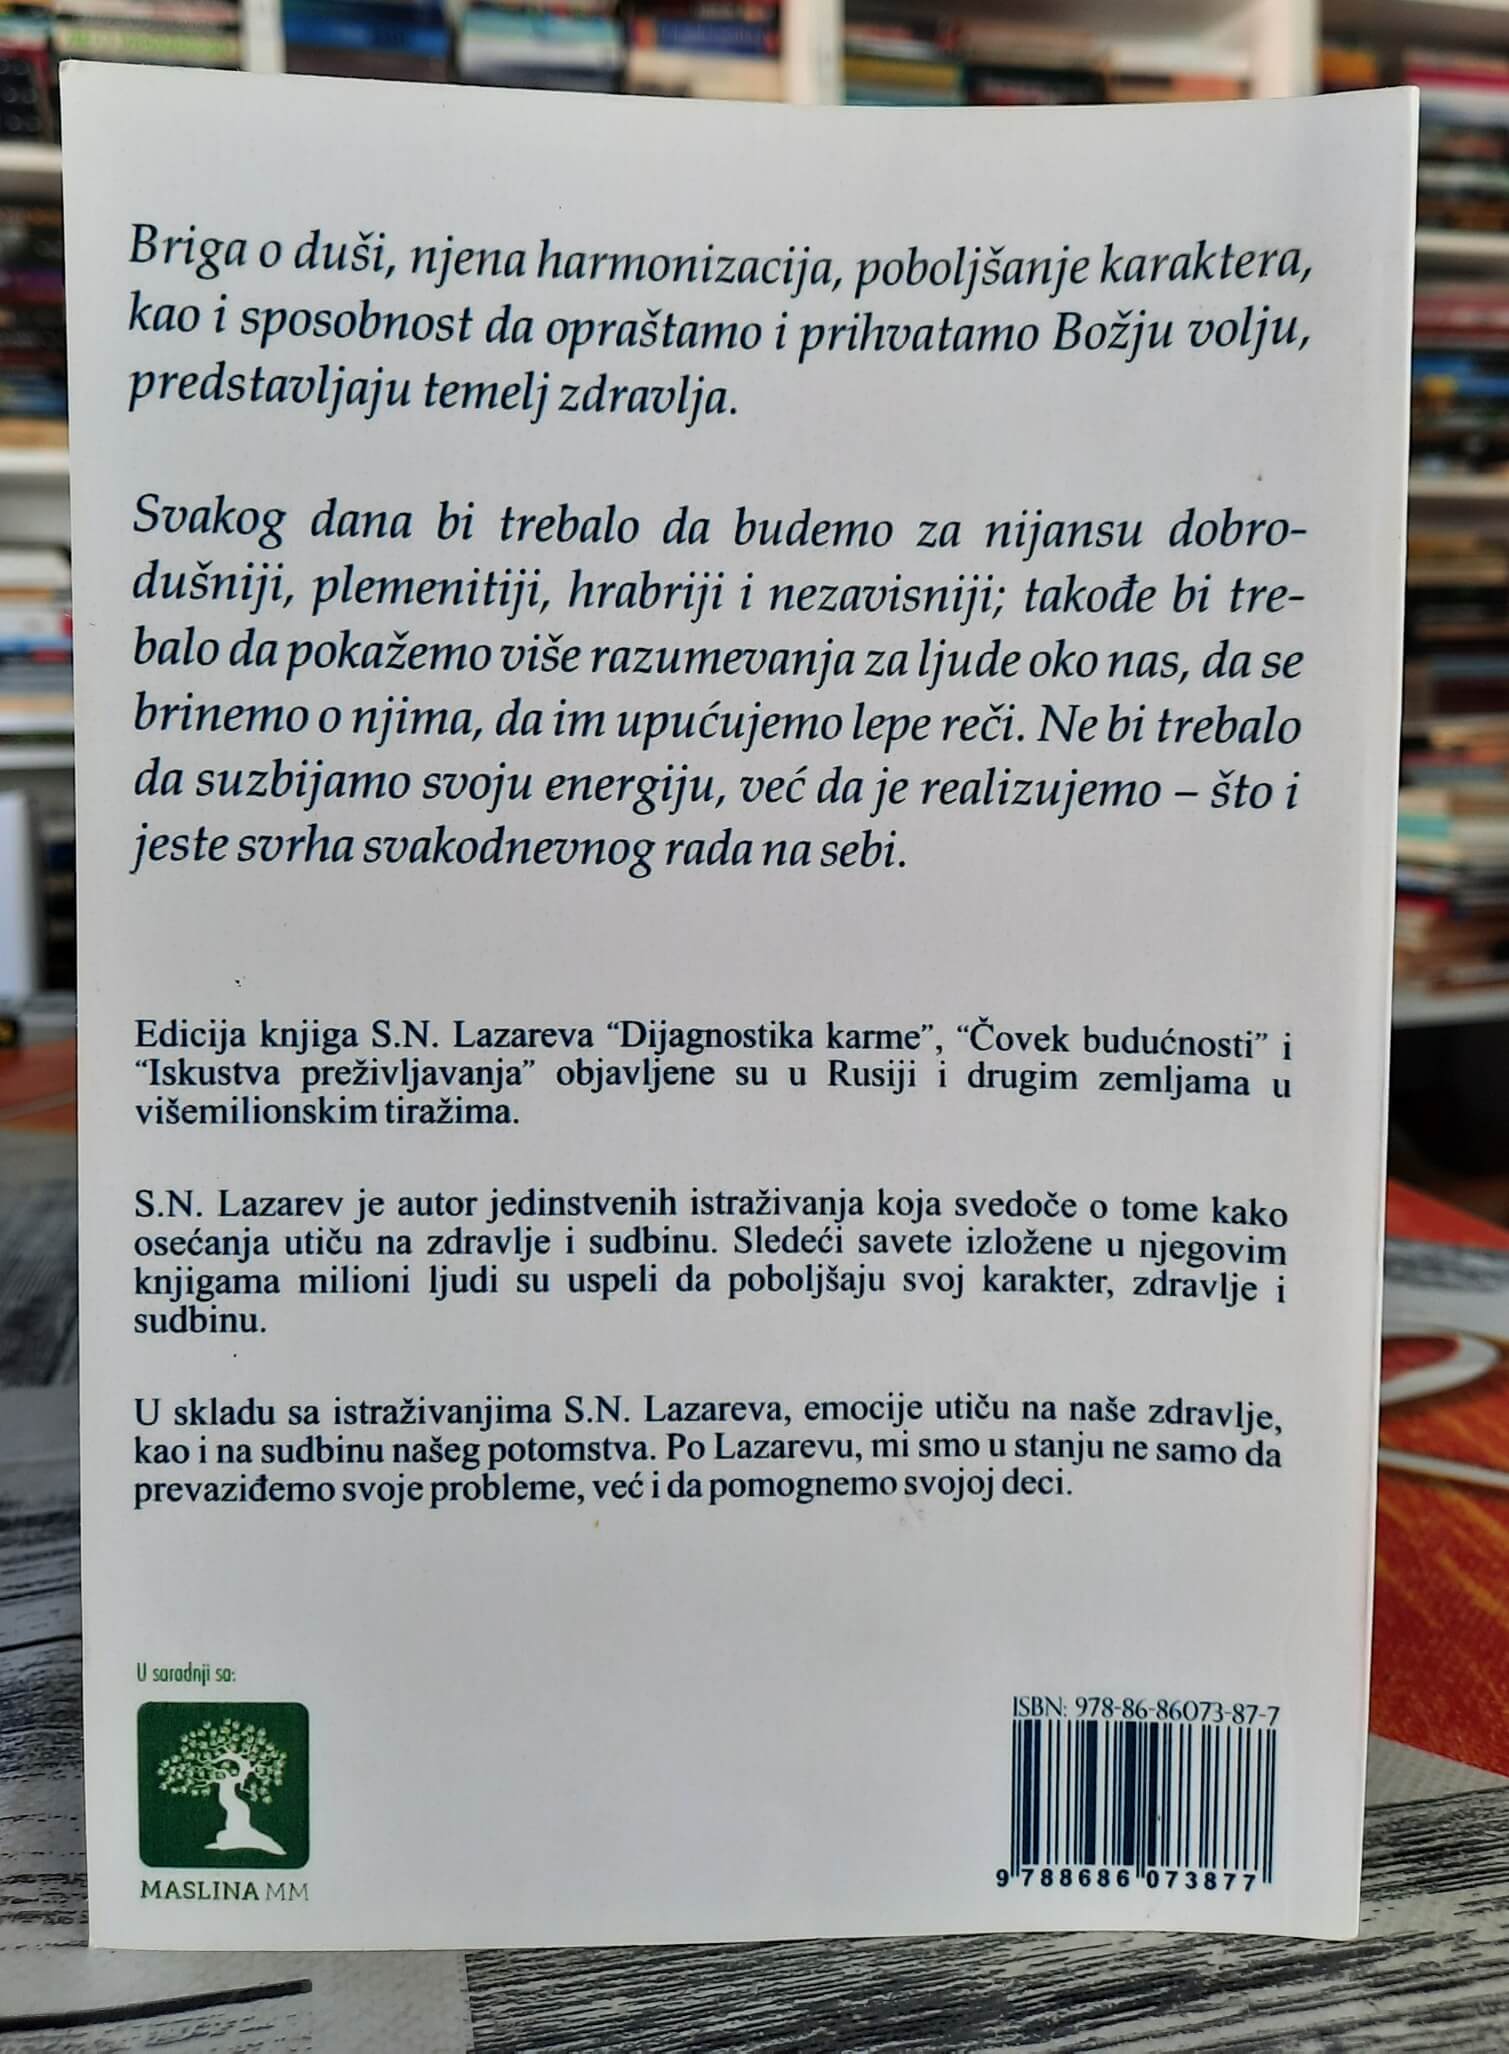 Briga o duši, njena harmonizacija, poboljšanje karaktera,
kao i sposobnost da opraštamo i prihvatamo Božju volju,
predstavljaju temelj zdravlja.
Svakog dana bi trebalo da budemo za nijansu dobro-
dušniji, plemenitiji, hrabriji i nezavisniji; takođe bi tre-
balo da pokažemo više razumevanja za ljude oko nas, da se
brinemo o njima, da im upućujemo lepe reči. Ne bi trebalo
da suzbijamo svoju energiju, već da je realizujemo – što i
jeste svrha svakodnevnog rada na sebi.
Edicija knjiga S.N. Lazareva “Dijagnostika karme”, “Čovek budućnosti” i
“Iskustva preživljavanja” objavljene su u Rusiji i drugim zemljama u
višemilionskim tiražima.
S.N. Lazarev je autor jedinstvenih istraživanja koja svedoče o tome kako
osećanja utiču na zdravlje i sudbinu. Sledeći savete izložene u njegovim
knjigama milioni ljudi su uspeli da poboljšaju svoj karakter, zdravlje i
sudbinu.
U skladu sa istraživanjima S.N. Lazareva, emocije utiču na naše zdravlje,
kao i na sudbinu našeg potomstva. Po Lazarevu, mi smo u stanju ne samo da
prevaziđemo svoje probleme, već i da pomognemo svojoj deci.
U saradnji sa:
MASLINA MM
ISBN: 978-86-86073-87-7
9 788686 073877